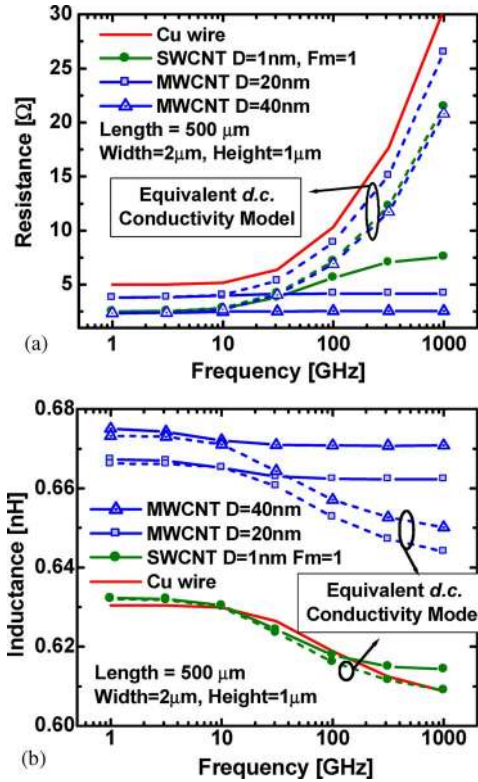 30
25
20
15
10
5
Resistance [Ω]
Cu wire
SWCNT D=1nm, Fm=1
MWCNT D=20nm
MWCNT D=40nm
Length = 500 μm
Width=2μm, Height=1μm
Equivalent d.c.
Conductivity Model
1 10 100 1000
Frequency [GHz]
(a)
0.68
0.66
0.64
0.62
0.60
Inductance [nH]
MWCNT D=40nm
MWCNT D=20nm
SWCNT D=1nm Fm=1
Cu wire
Equivalent d.c.
Conductivity Mode
Length = 500 μm
Width=2μm, Height=1μm
1 10 100 1000
Frequency [GHz]
(b)